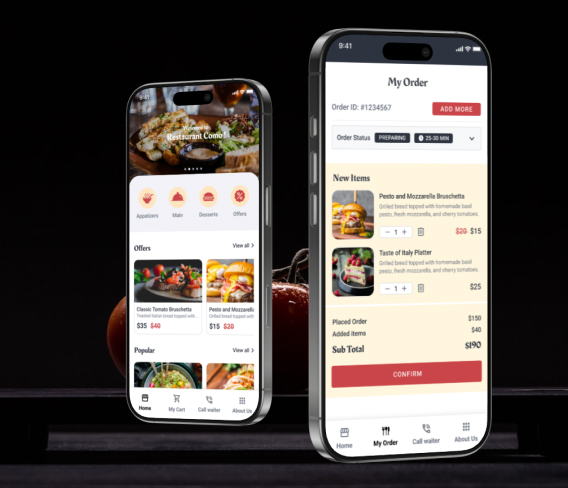 9:41
Welcome to
Restaurant Como!
Appetizers
Main
Desserts
Offers
Offers
View all >
Classic Tomato Bruschetta
Toasted Italian bread topped with...
$35 $40
Pesto and Mozzarell
Grilled bread topped with
$15 $20
Popular
View all >
Home
My Cart
Call waiter
About Us
9:41
My Order
Order ID: #1234567
ADD MORE
Order Status
PREPARING
25-30 MIN
New Items
Pesto and Mozzarella Bruschetta
Grilled bread topped with homemade basil
pesto, fresh mozzarella, and cherry tomatoes.
− 1 +
$20 $15
Taste of Italy Platter
Grilled bread topped with homemade basil
pesto, fresh mozzarella, and cherry tomatoes.
− 1 +
$25
Placed Order $150
Added items $40
Sub Total $190
CONFIRM
Home
My Order
Call waiter
About Us